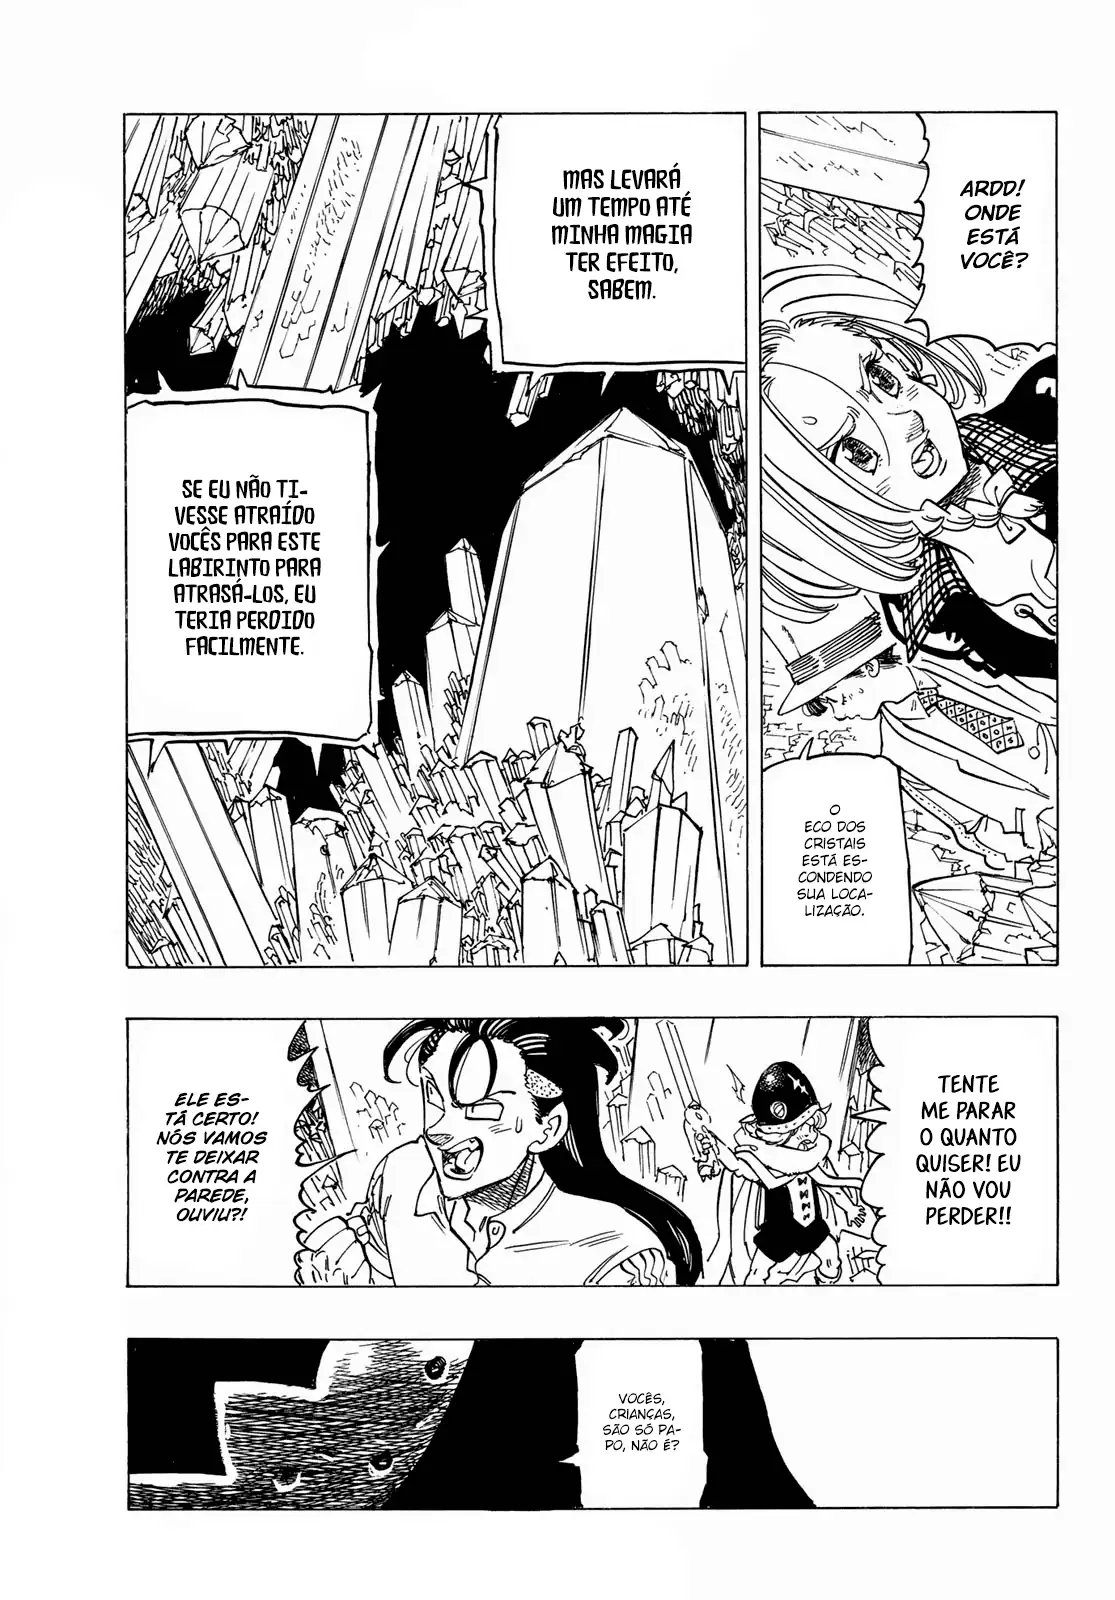 ARDD!
ONDE
ESTÁ
VOCÊ?
O
ECO DOS
CRISTAIS
ESTÁ ES-
CONDENDO
SUA LOCA-
LIZAÇÃO.
MAS LEVARÁ
UM TEMPO ATÉ
MINHA MAGIA
TER EFEITO,
SABEM.
SE EU NÃO TI-
VESSE ATRAÍDO
VOCÊS PARA ESTE
LABIRINTO PARA
ATRASÁ-LOS, EU
TERIA PERDIDO
FACILMENTE.
TENTE
ME PARAR
O QUANTO
QUISER! EU
NÃO VOU
PERDER!!
ELE ES-
TÁ CERTO!
NÓS VAMOS
TE DEIXAR
CONTRA A
PAREDE,
OUVIU?!
VOCÊS,
CRIANÇAS,
SÃO SÓ PA-
PO, NÃO É?